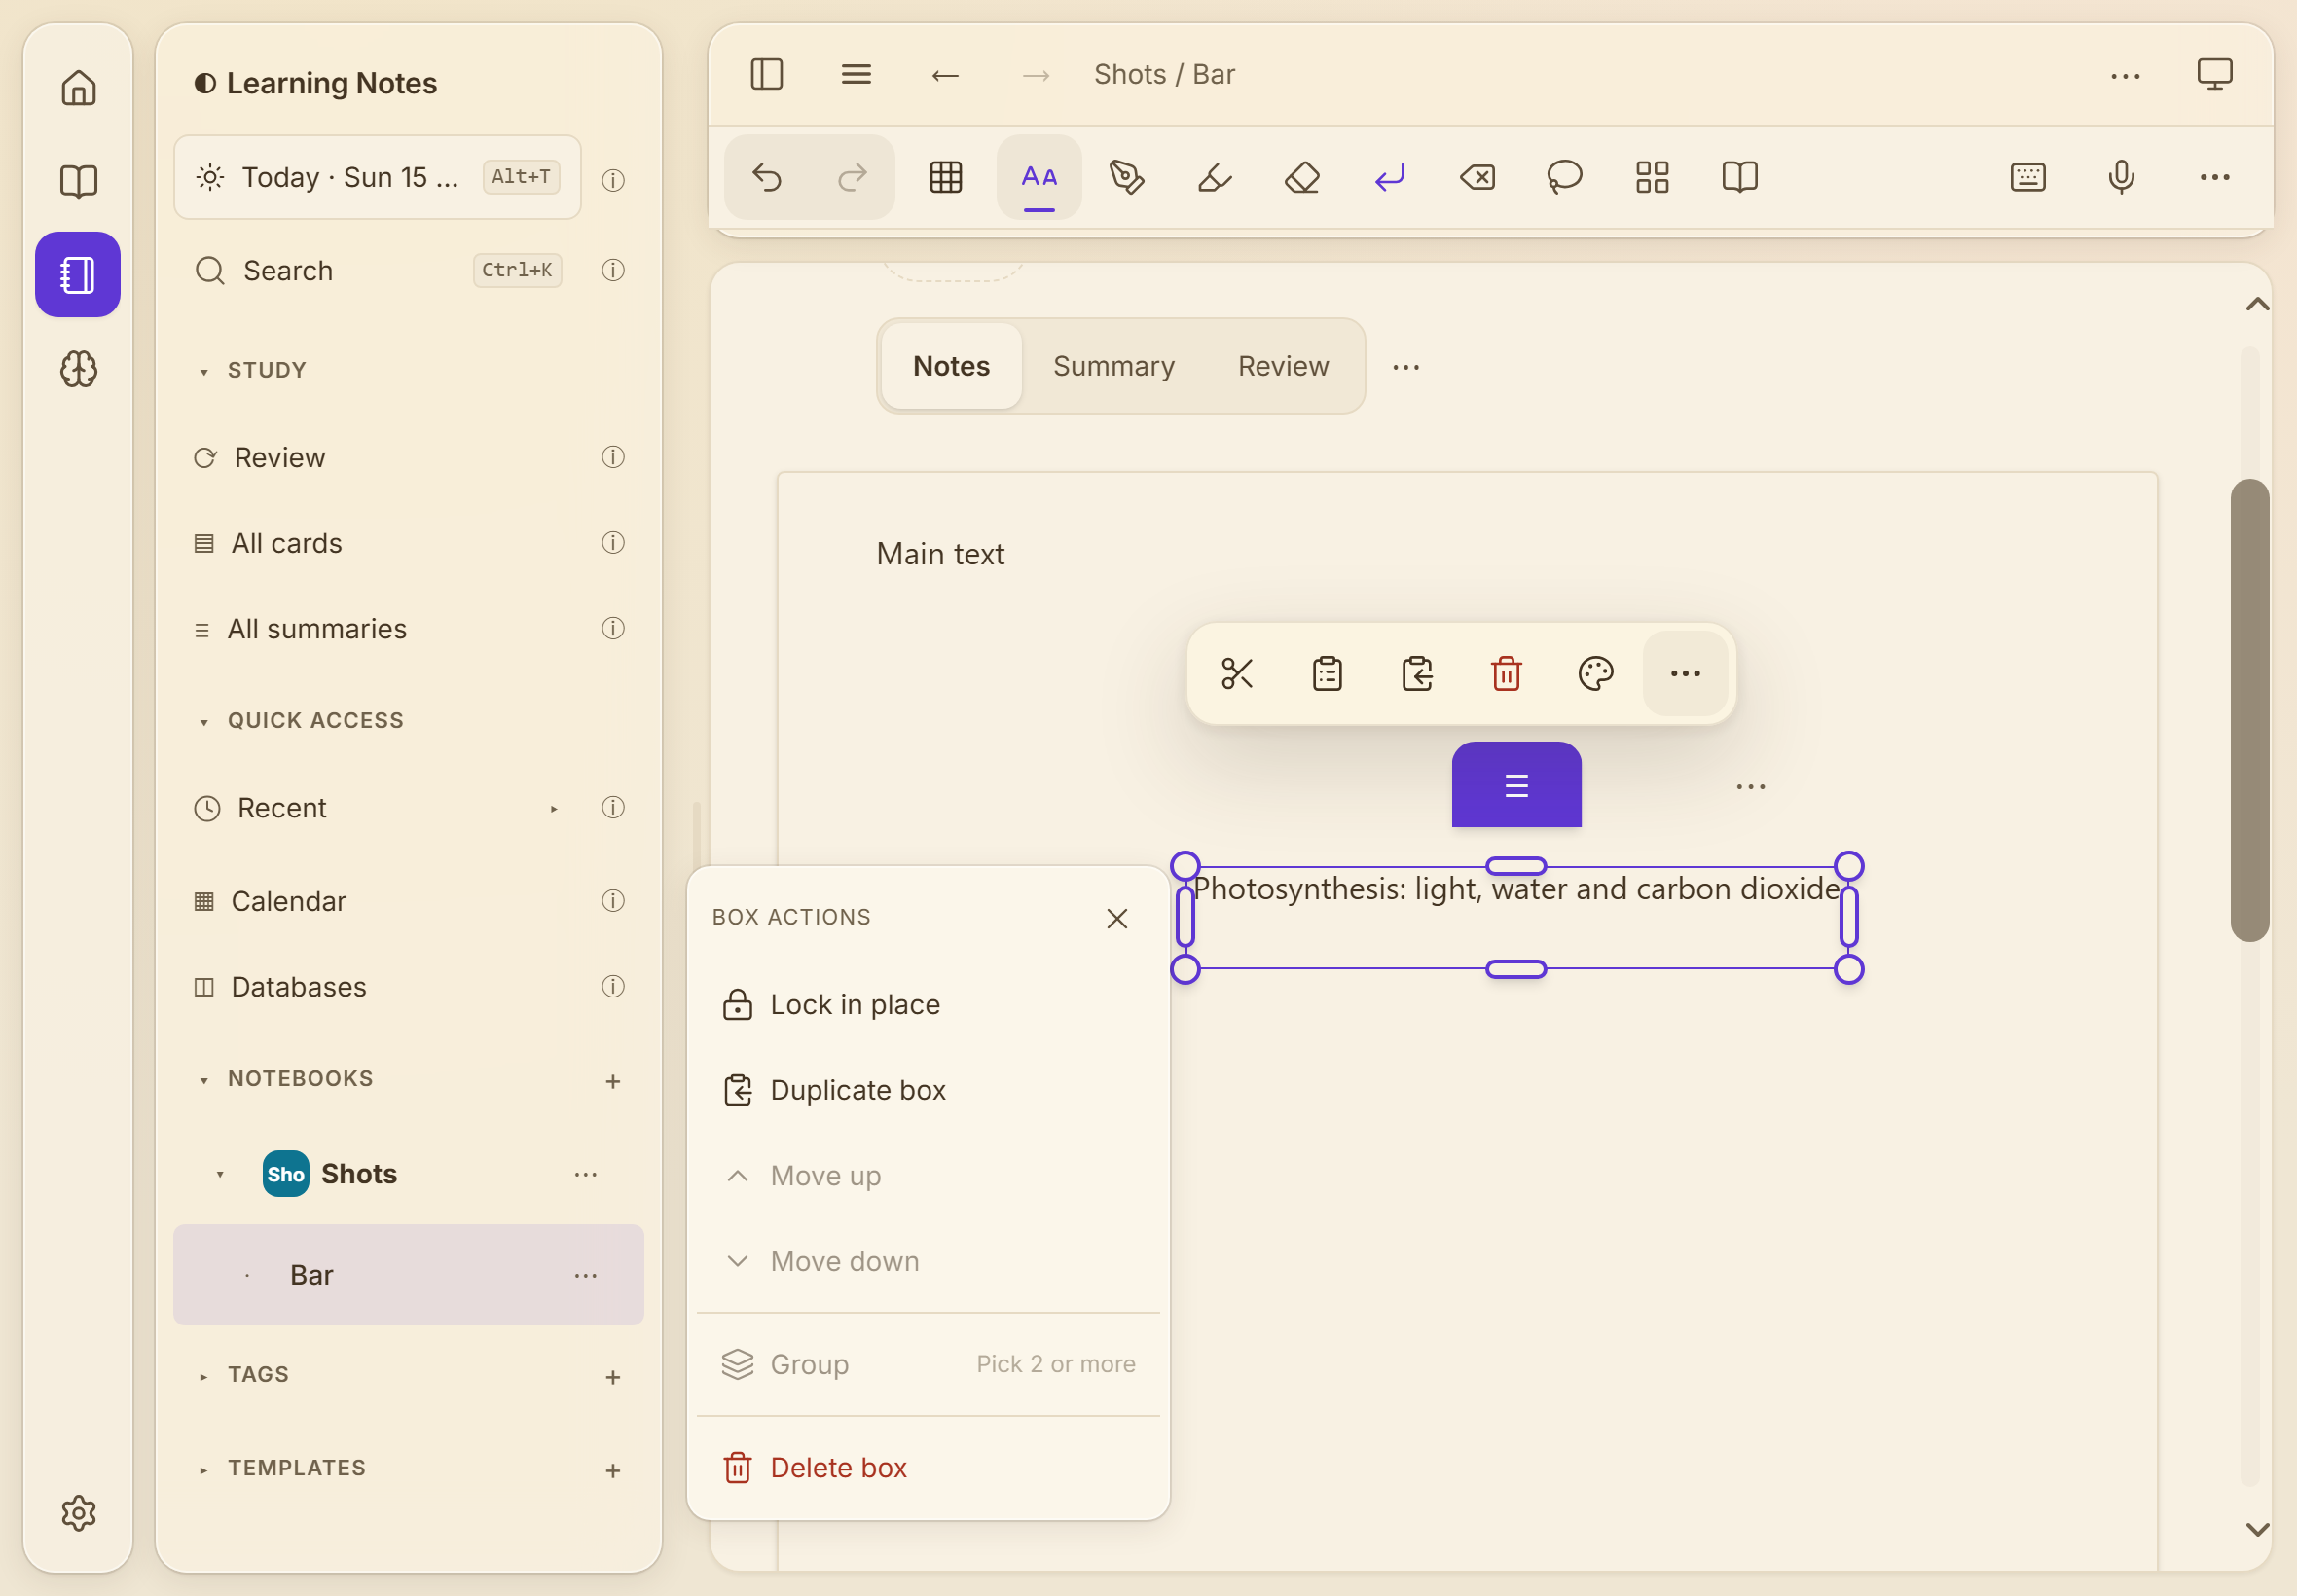 Learning Notes
Today · Sun 15 ... Alt+T
Search Ctrl+K
STUDY
Review
All cards
All summaries
QUICK ACCESS
Recent
Calendar
Databases
NOTEBOOKS
Sho Shots
Bar
TAGS
TEMPLATES
Shots / Bar
Notes Summary Review
Main text
Photosynthesis: light, water and carbon dioxide
BOX ACTIONS
Lock in place
Duplicate box
Move up
Move down
Group Pick 2 or more
Delete box